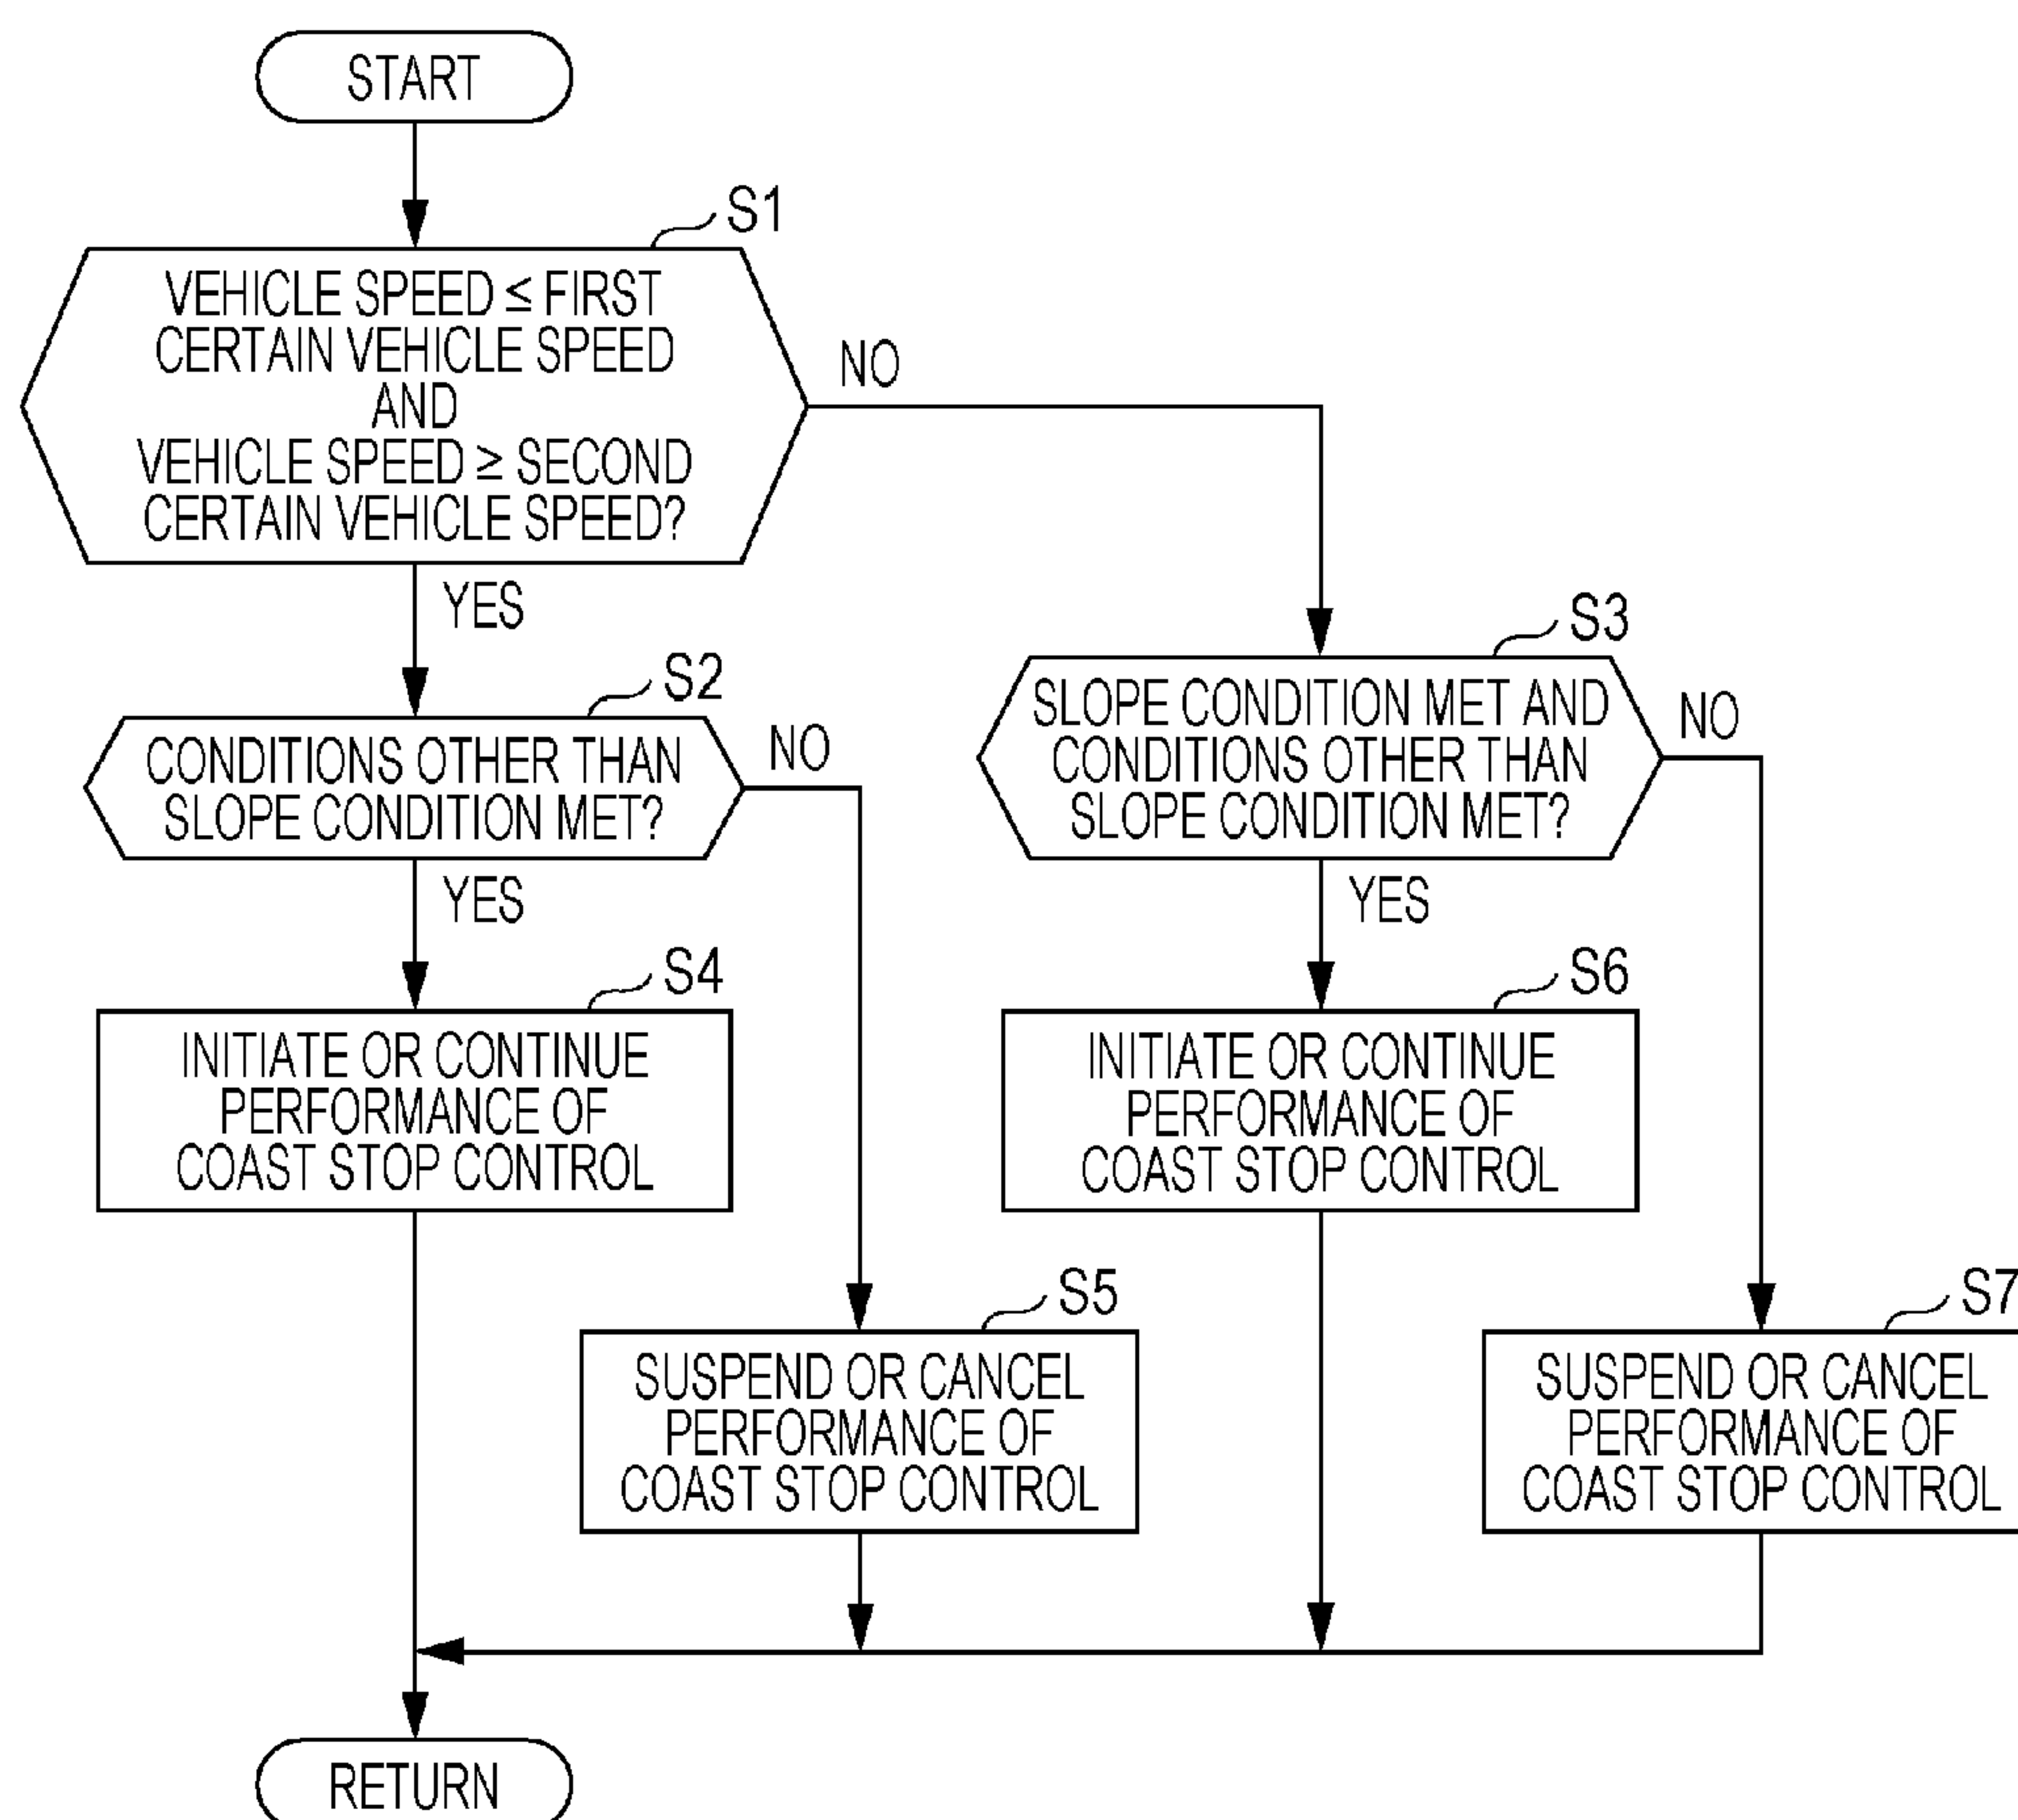 START
S1
VEHICLE SPEED ≤ FIRST
CERTAIN VEHICLE SPEED
AND
VEHICLE SPEED ≥ SECOND
CERTAIN VEHICLE SPEED?
NO
YES
S2
CONDITIONS OTHER THAN
SLOPE CONDITION MET?
NO
YES
S3
SLOPE CONDITION MET AND
CONDITIONS OTHER THAN
SLOPE CONDITION MET?
NO
YES
S4
INITIATE OR CONTINUE
PERFORMANCE OF
COAST STOP CONTROL
S6
INITIATE OR CONTINUE
PERFORMANCE OF
COAST STOP CONTROL
S5
SUSPEND OR CANCEL
PERFORMANCE OF
COAST STOP CONTROL
S7
SUSPEND OR CANCEL
PERFORMANCE OF
COAST STOP CONTROL
RETURN